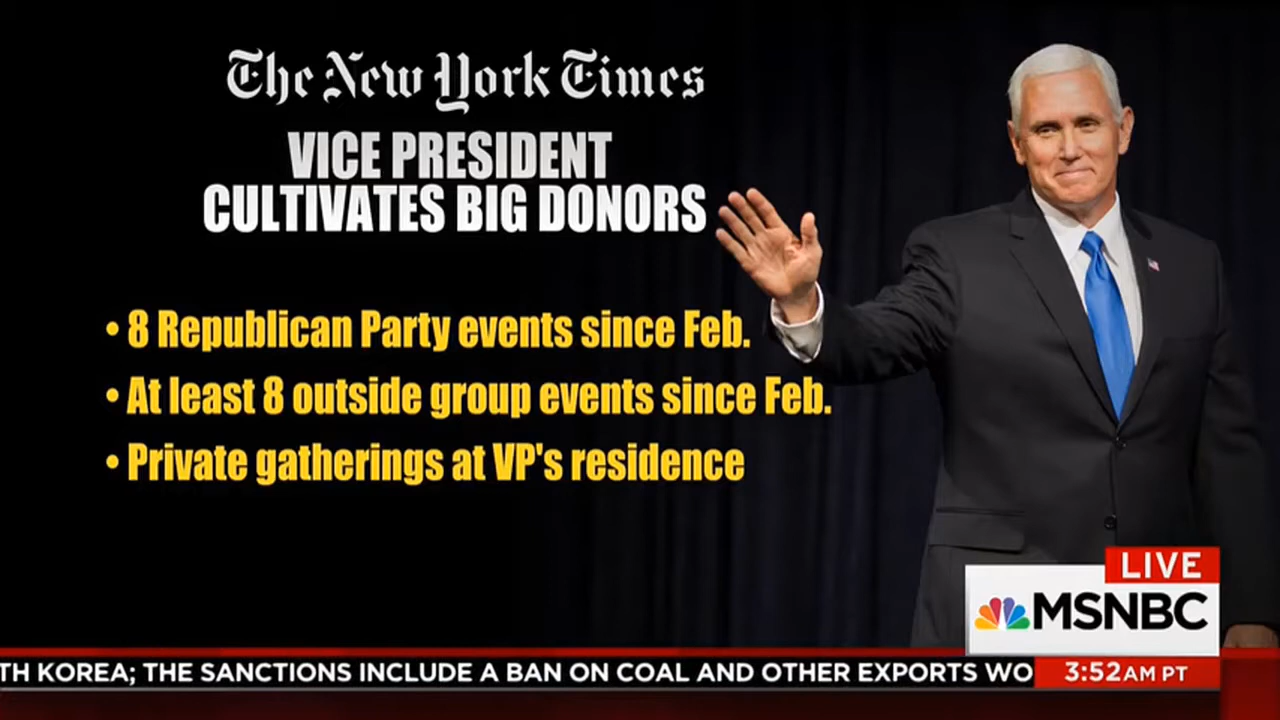 The New York Times
VICE PRESIDENT
CULTIVATES BIG DONORS
• 8 Republican Party events since Feb.
• At least 8 outside group events since Feb.
• Private gatherings at VP's residence
LIVE
MSNBC
TH KOREA; THE SANCTIONS INCLUDE A BAN ON COAL AND OTHER EXPORTS WO
3:52AM PT